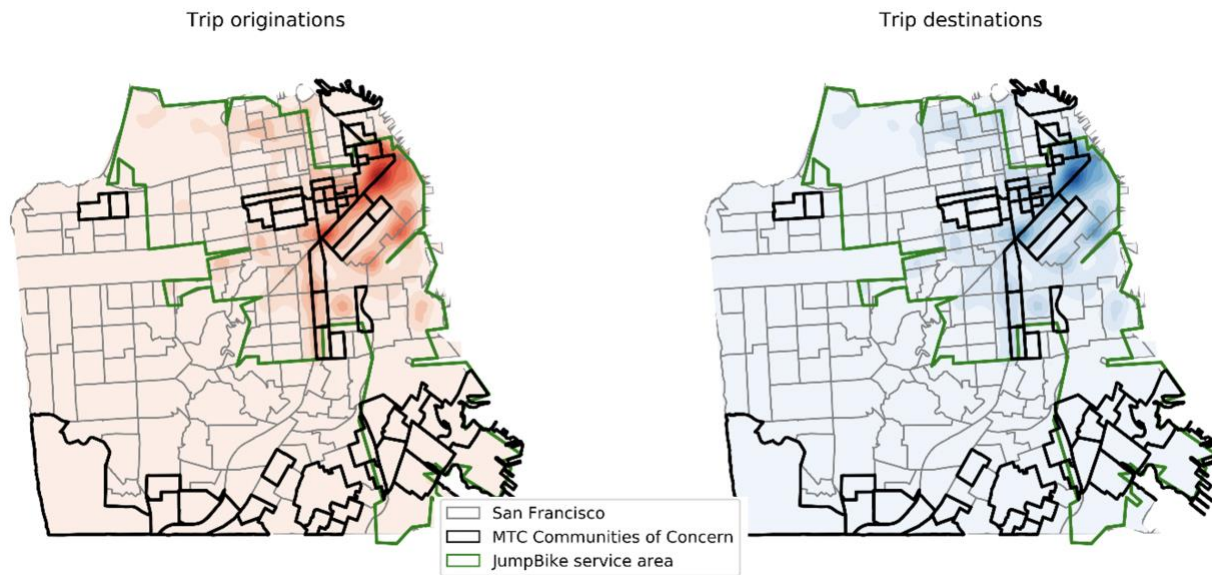 Trip originations
Trip destinations
San Francisco
MTC Communities of Concern
JumpBike service area